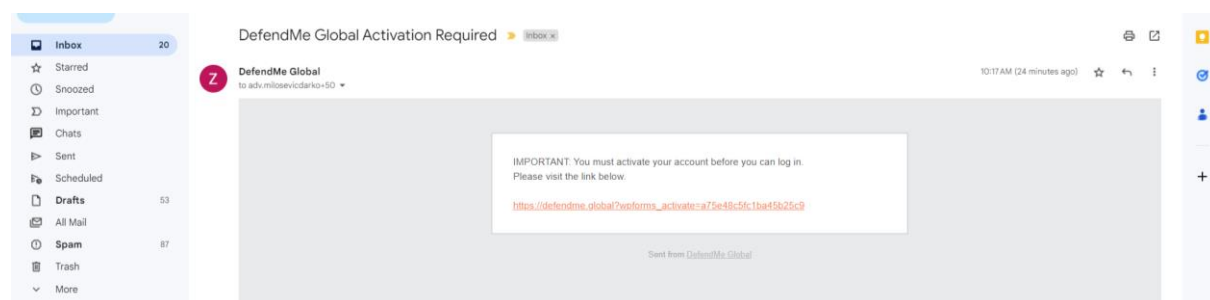 DefendMe Global Activation Required Inbox x
Inbox 20
Starred
Snoozed
Important
Chats
Sent
Scheduled
Drafts 53
All Mail
Spam 87
Trash
More
Z
DefendMe Global 10:17 AM (24 minutes ago)
to adv.milosevicdarko+50
IMPORTANT: You must activate your account before you can log in.
Please visit the link below.
https://defendme.global?wpforms_activate=a75e48c5fc1ba45b25c9
Sent from DefendMe Global